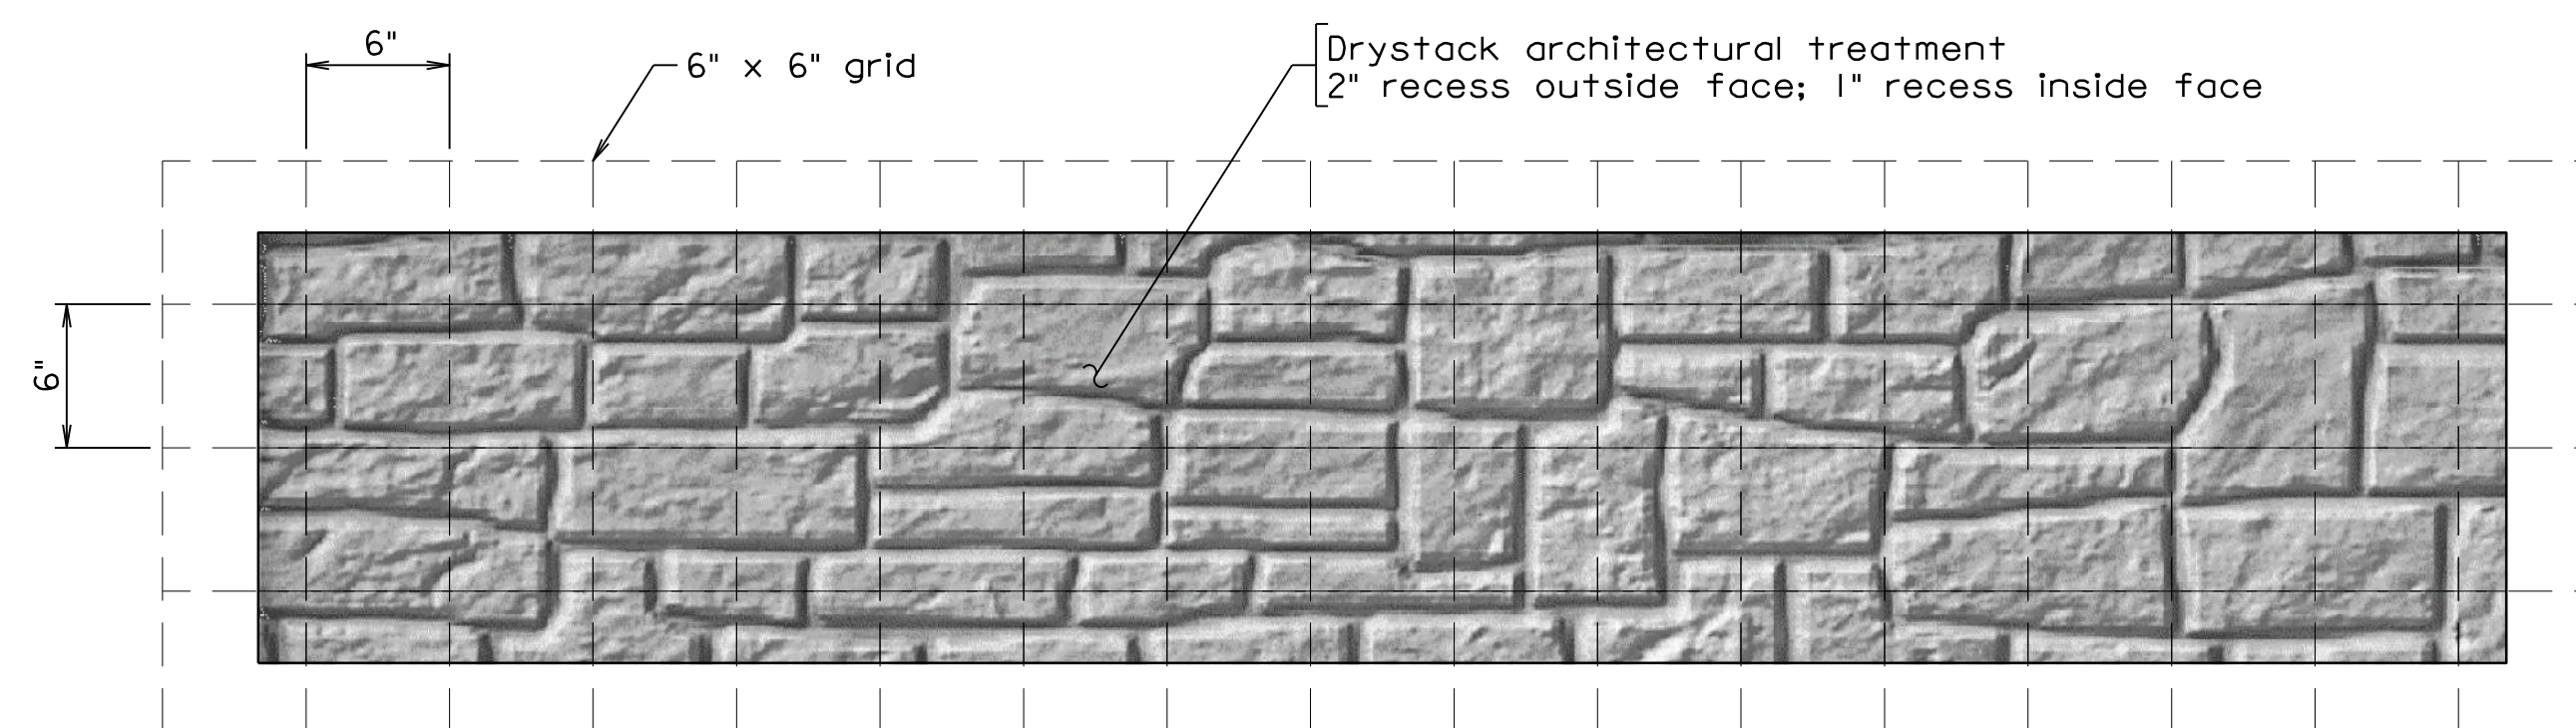 6"
6" x 6" grid
Drystack architectural treatment
2" recess outside face; 1" recess inside face
6"